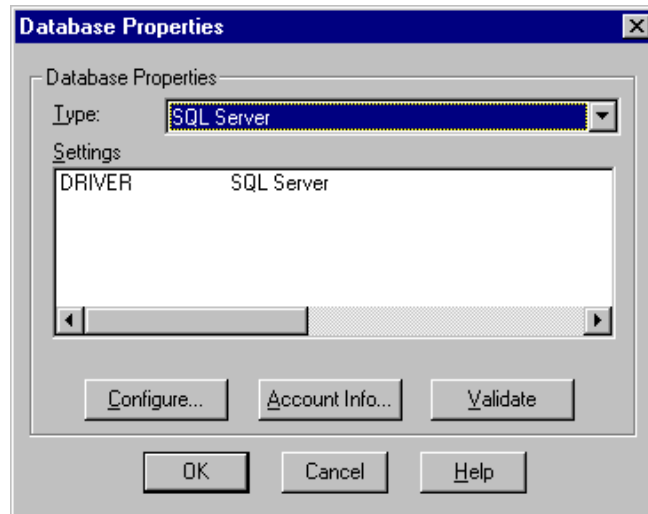 Database Properties
Database Properties
Type: SQL Server
Settings
DRIVER SQL Server
Configure... Account Info... Validate
OK Cancel Help